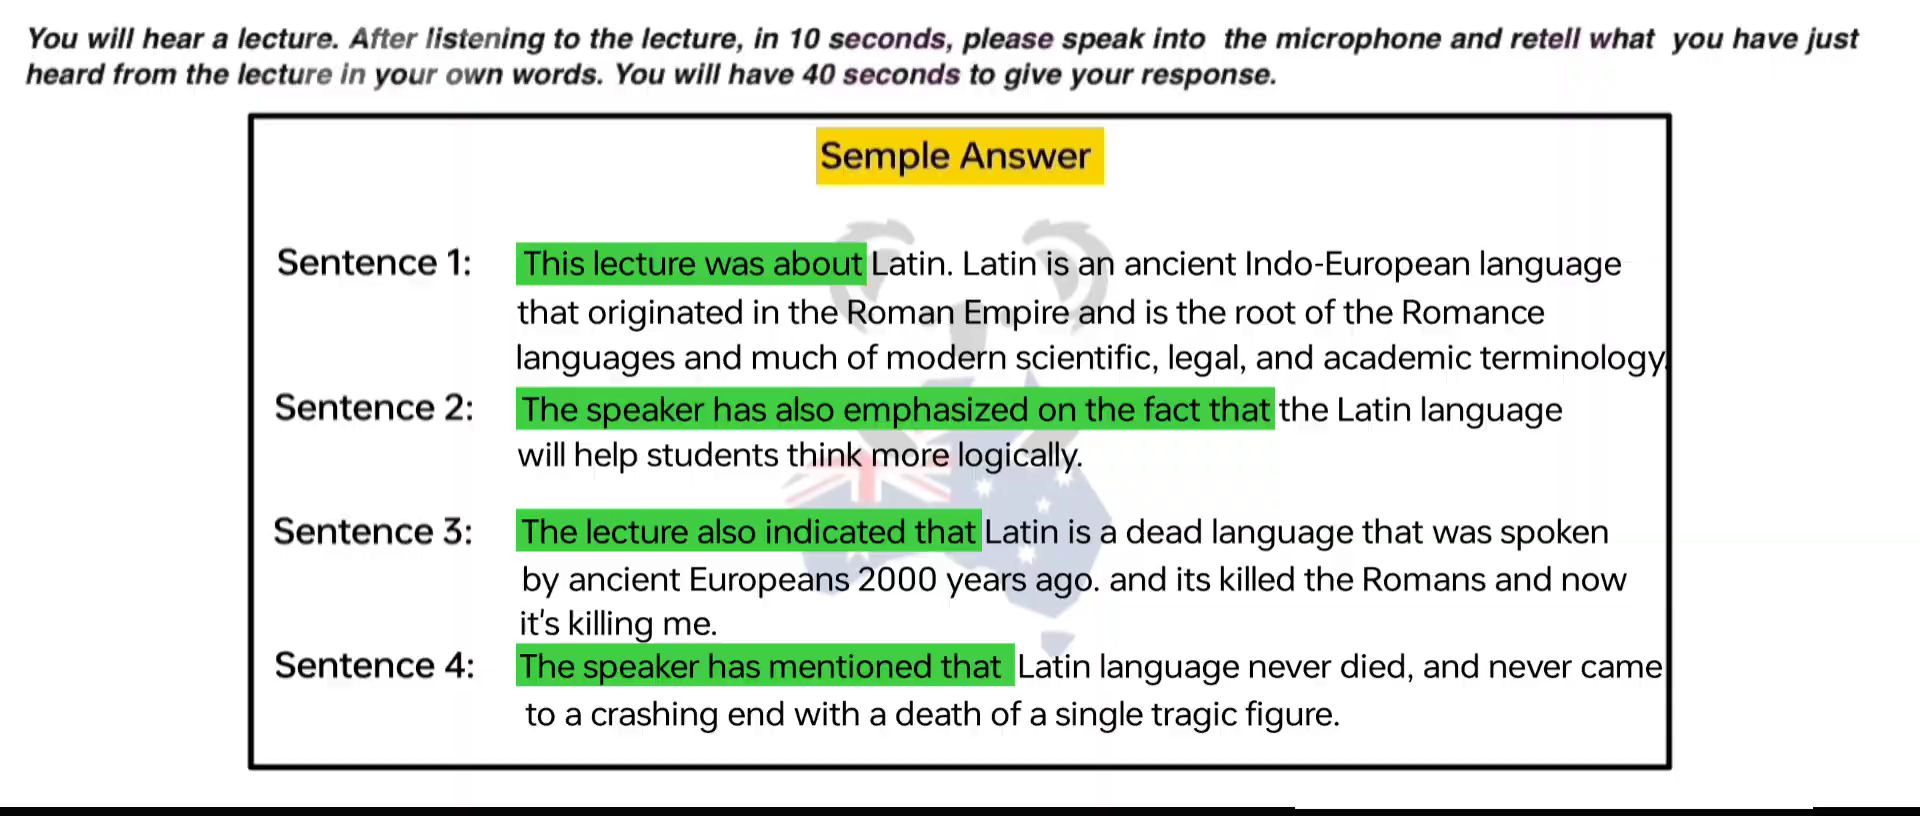 You will hear a lecture. After listening to the lecture, in 10 seconds, please speak into the microphone and retell what you have just
heard from the lecture in your own words. You will have 40 seconds to give your response.
Semple Answer
Sentence 1: This lecture was about Latin. Latin is an ancient Indo-European language
that originated in the Roman Empire and is the root of the Romance
languages and much of modern scientific, legal, and academic terminology.
Sentence 2: The speaker has also emphasized on the fact that the Latin language
will help students think more logically.
Sentence 3: The lecture also indicated that Latin is a dead language that was spoken
by ancient Europeans 2000 years ago. and its killed the Romans and now
it's killing me.
Sentence 4: The speaker has mentioned that Latin language never died, and never came
to a crashing end with a death of a single tragic figure.